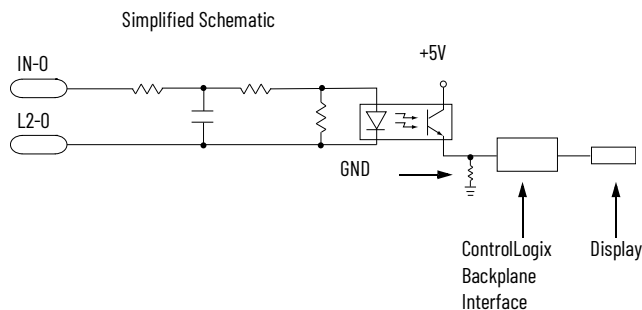 Simplified Schematic
IN-0
+5V
L2-0
GND
ControlLogix
Backplane
Interface
Display